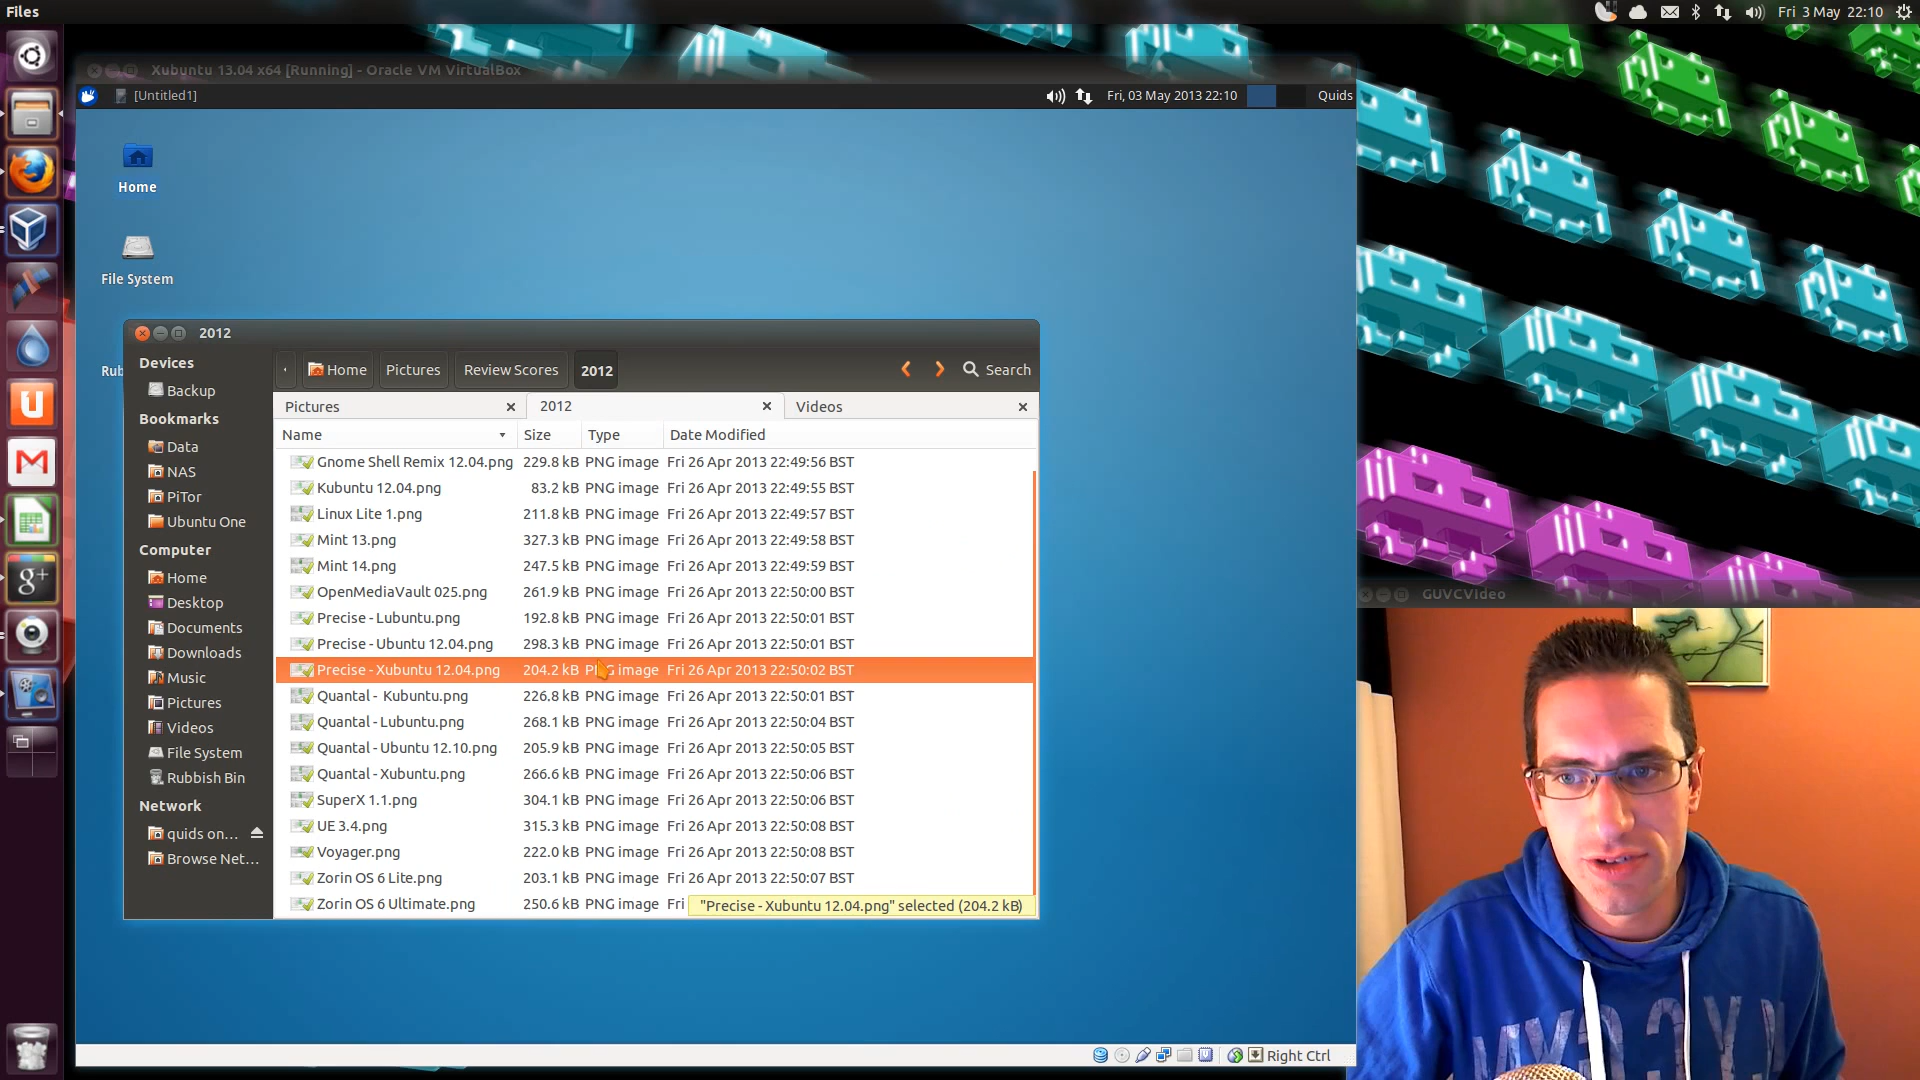 Files
Fri 3 May 22:10
Xubuntu 13.04 x64 [Running] - Oracle VM VirtualBox
[Untitled1]
Fri, 03 May 2013 22:10
Quids
Home
File System
Rub
2012
Devices
Backup
Bookmarks
Data
NAS
PiTor
Ubuntu One
Computer
Home
Desktop
Documents
Downloads
Music
Pictures
Videos
File System
Rubbish Bin
Network
quids on...
Browse Net...
Home
Pictures
Review Scores
2012
Search
Pictures
2012
Videos
Name Size Type Date Modified
Gnome Shell Remix 12.04.png 229.8 kB PNG image Fri 26 Apr 2013 22:49:56 BST
Kubuntu 12.04.png 83.2 kB PNG image Fri 26 Apr 2013 22:49:55 BST
Linux Lite 1.png 211.8 kB PNG image Fri 26 Apr 2013 22:49:57 BST
Mint 13.png 327.3 kB PNG image Fri 26 Apr 2013 22:49:58 BST
Mint 14.png 247.5 kB PNG image Fri 26 Apr 2013 22:49:59 BST
OpenMediaVault 025.png 261.9 kB PNG image Fri 26 Apr 2013 22:50:00 BST
Precise - Lubuntu.png 192.8 kB PNG image Fri 26 Apr 2013 22:50:01 BST
Precise - Ubuntu 12.04.png 298.3 kB PNG image Fri 26 Apr 2013 22:50:01 BST
Precise - Xubuntu 12.04.png 204.2 kB PNG image Fri 26 Apr 2013 22:50:02 BST
Quantal - Kubuntu.png 226.8 kB PNG image Fri 26 Apr 2013 22:50:01 BST
Quantal - Lubuntu.png 268.1 kB PNG image Fri 26 Apr 2013 22:50:04 BST
Quantal - Ubuntu 12.10.png 205.9 kB PNG image Fri 26 Apr 2013 22:50:05 BST
Quantal - Xubuntu.png 266.6 kB PNG image Fri 26 Apr 2013 22:50:06 BST
SuperX 1.1.png 304.1 kB PNG image Fri 26 Apr 2013 22:50:06 BST
UE 3.4.png 315.3 kB PNG image Fri 26 Apr 2013 22:50:08 BST
Voyager.png 222.0 kB PNG image Fri 26 Apr 2013 22:50:08 BST
Zorin OS 6 Lite.png 203.1 kB PNG image Fri 26 Apr 2013 22:50:07 BST
Zorin OS 6 Ultimate.png 250.6 kB PNG image Fri
"Precise - Xubuntu 12.04.png" selected (204.2 kB)
GUVCVIdeo
Right Ctrl